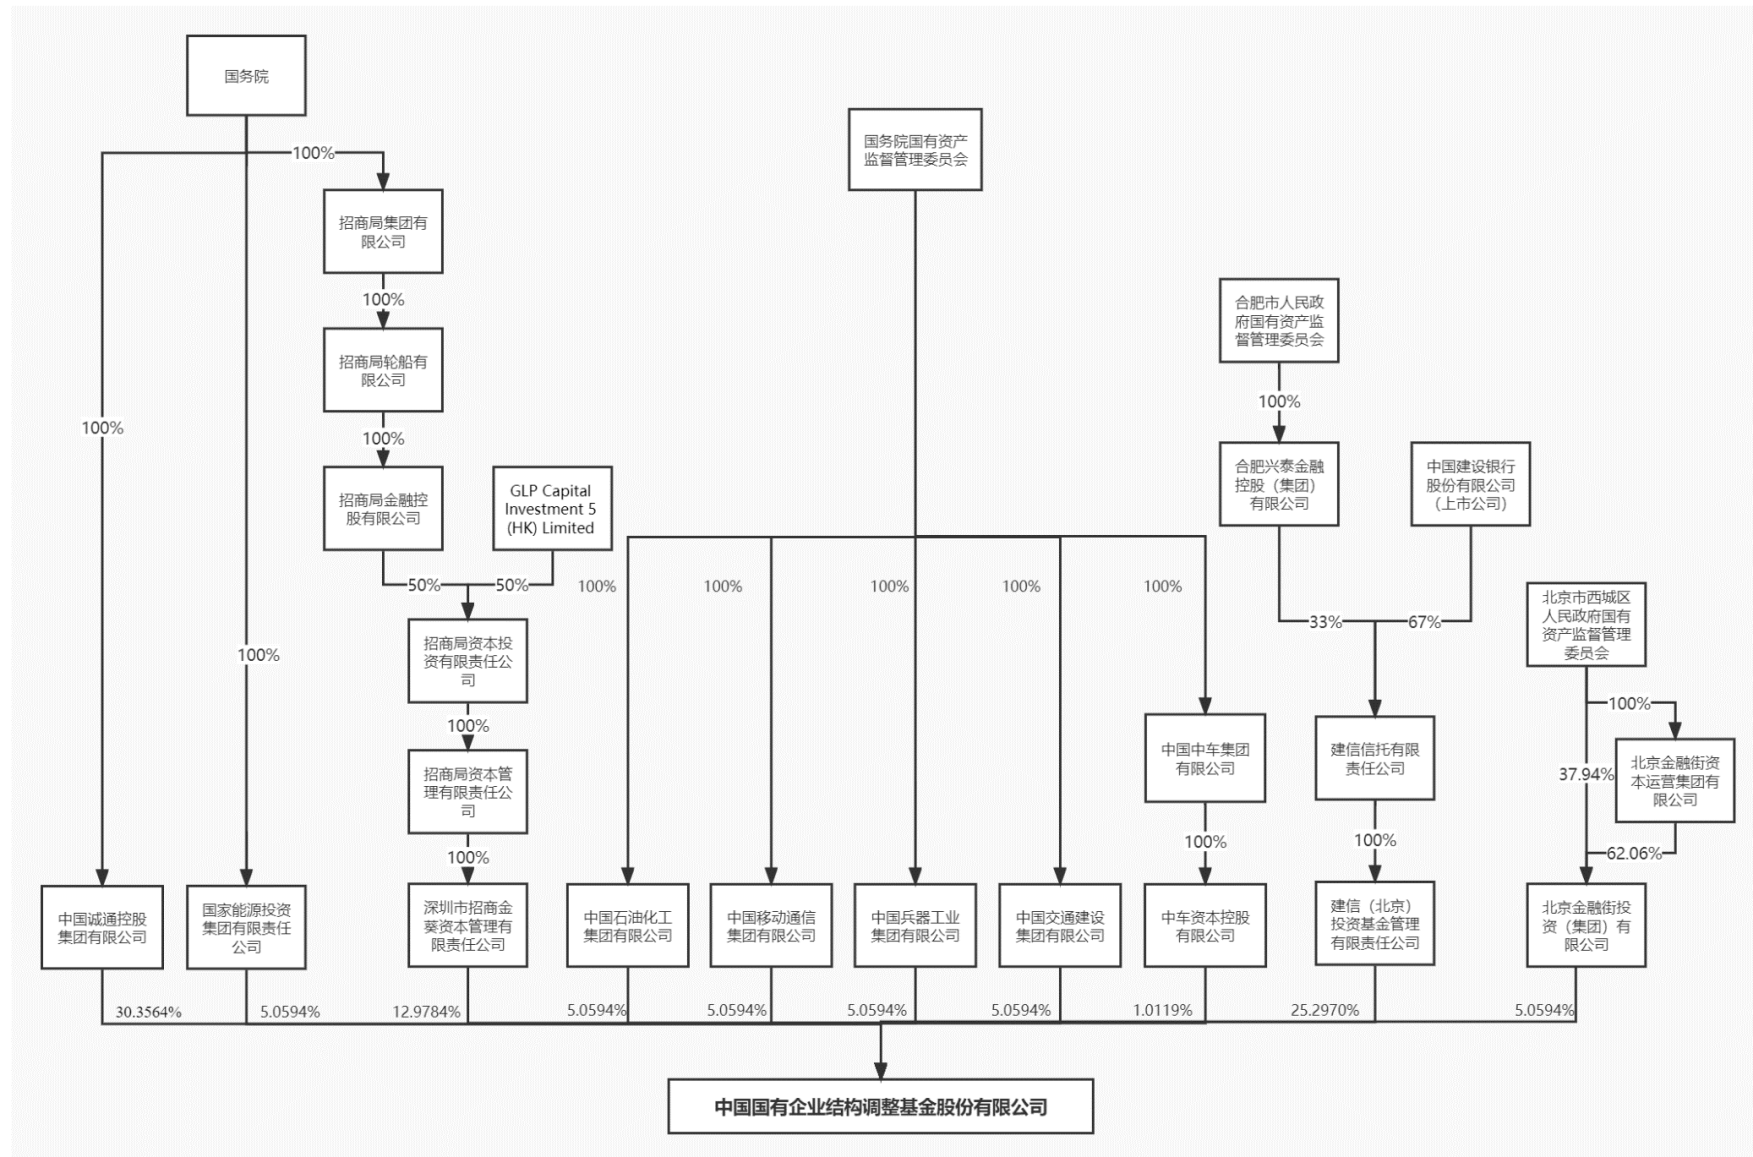 国务院
国务院国有资产
监督管理委员会
100%
招商局集团有
限公司
100%
合肥市人民政
府国有资产监
督管理委员会
招商局轮船有
限公司
100%
100%
100%
招商局金融控
股有限公司
GLP Capital
Investment 5
(HK) Limited
合肥兴泰金融
控股（集团）
有限公司
中国建设银行
股份有限公司
（上市公司）
50%
50%
100%
100%
100%
100%
100%
33%
67%
北京市西城区
人民政府国有
资产监督管理
委员会
100%
招商局资本投
资有限责任公
司
100%
100%
中国中车集团
有限公司
建信信托有限
责任公司
37.94%
北京金融街资
本运营集团有
限公司
招商局资本管
理有限责任公
司
100%
100%
100%
62.06%
中国诚通控股
集团有限公司
国家能源投资
集团有限责任
公司
深圳市招商金
葵资本管理有
限责任公司
中国石油化工
集团有限公司
中国移动通信
集团有限公司
中国兵器工业
集团有限公司
中国交通建设
集团有限公司
中车资本控股
有限公司
建信（北京）
投资基金管理
有限责任公司
北京金融街投
资（集团）有
限公司
30.3564%
5.0594%
12.9784%
5.0594%
5.0594%
5.0594%
5.0594%
1.0119%
25.2970%
5.0594%
中国国有企业结构调整基金股份有限公司